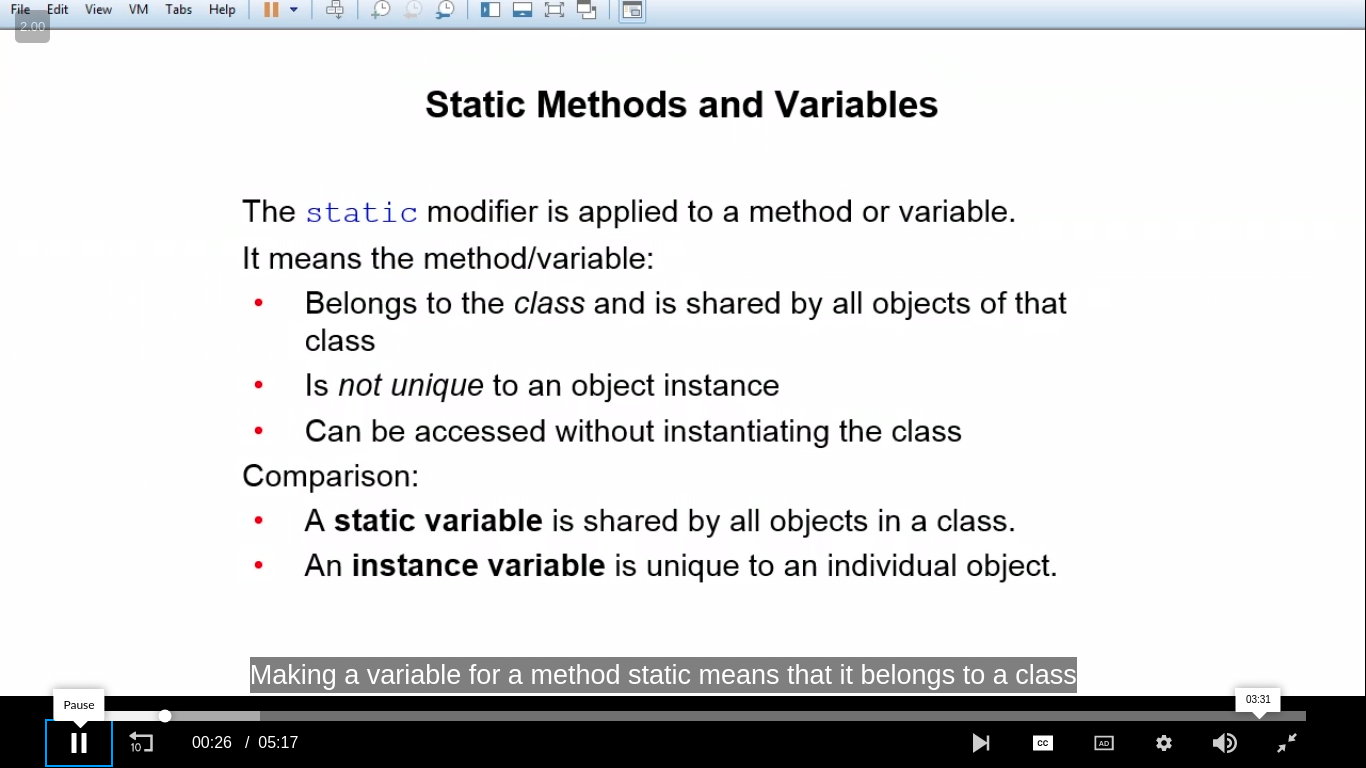 File Edit View VM Tabs Help
2.00
Static Methods and Variables
The static modifier is applied to a method or variable.
It means the method/variable:
• Belongs to the class and is shared by all objects of that
class
• Is not unique to an object instance
• Can be accessed without instantiating the class
Comparison:
• A static variable is shared by all objects in a class.
• An instance variable is unique to an individual object.
Making a variable for a method static means that it belongs to a class
Pause
03:31
10
00:26 / 05:17
CC
AD